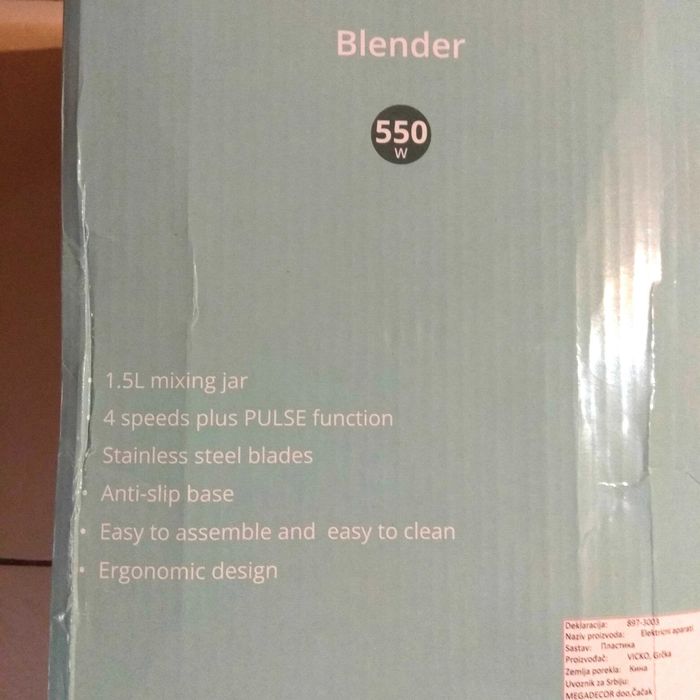 Blender
550
W
• 1.5L mixing jar
4 speeds plus PULSE function
Stainless steel blades
• Anti-slip base
• Easy to assemble and easy to clean
• Ergonomic design
Deklaracija: 897-3003
Naziv proizvoda: Elektricni aparati
Sastav: Пластика
Proizvođač: VICKO, Grčka
Zemlja porekla: Кина
Uvoznik za Srbiju:
MEGADECOR doo,Čačak